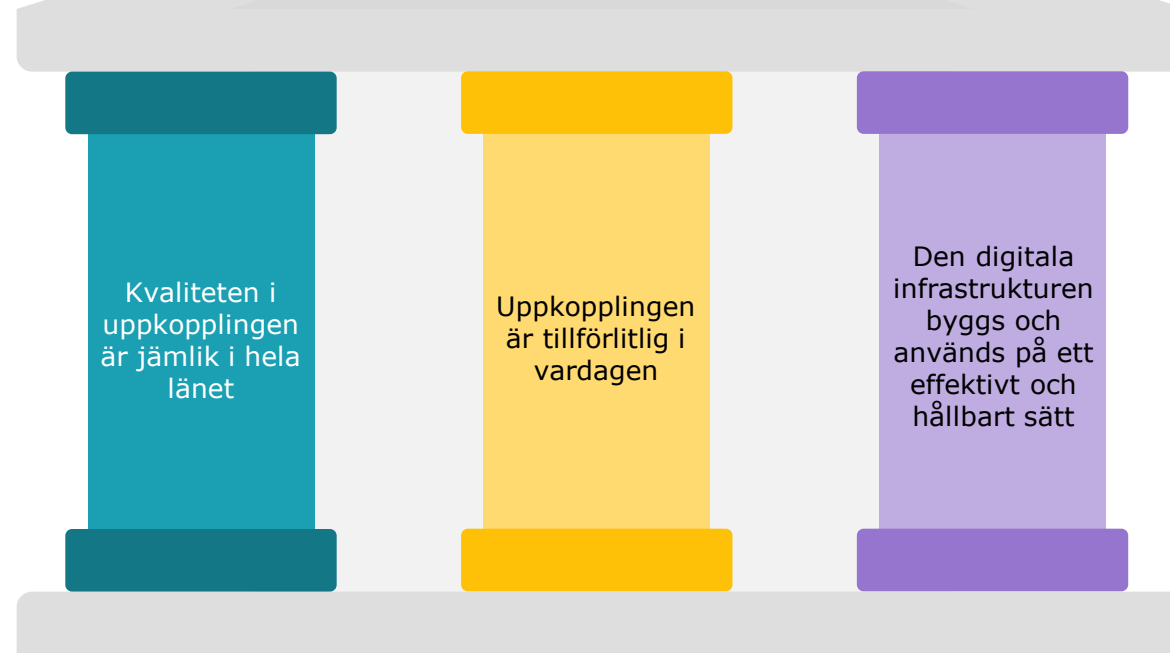 Kvaliteten i
uppkopplingen
är jämlik i hela
länet
Uppkopplingen
är tillförlitlig i
vardagen
Den digitala
infrastrukturen
byggs och
används på ett
effektivt och
hållbart sätt